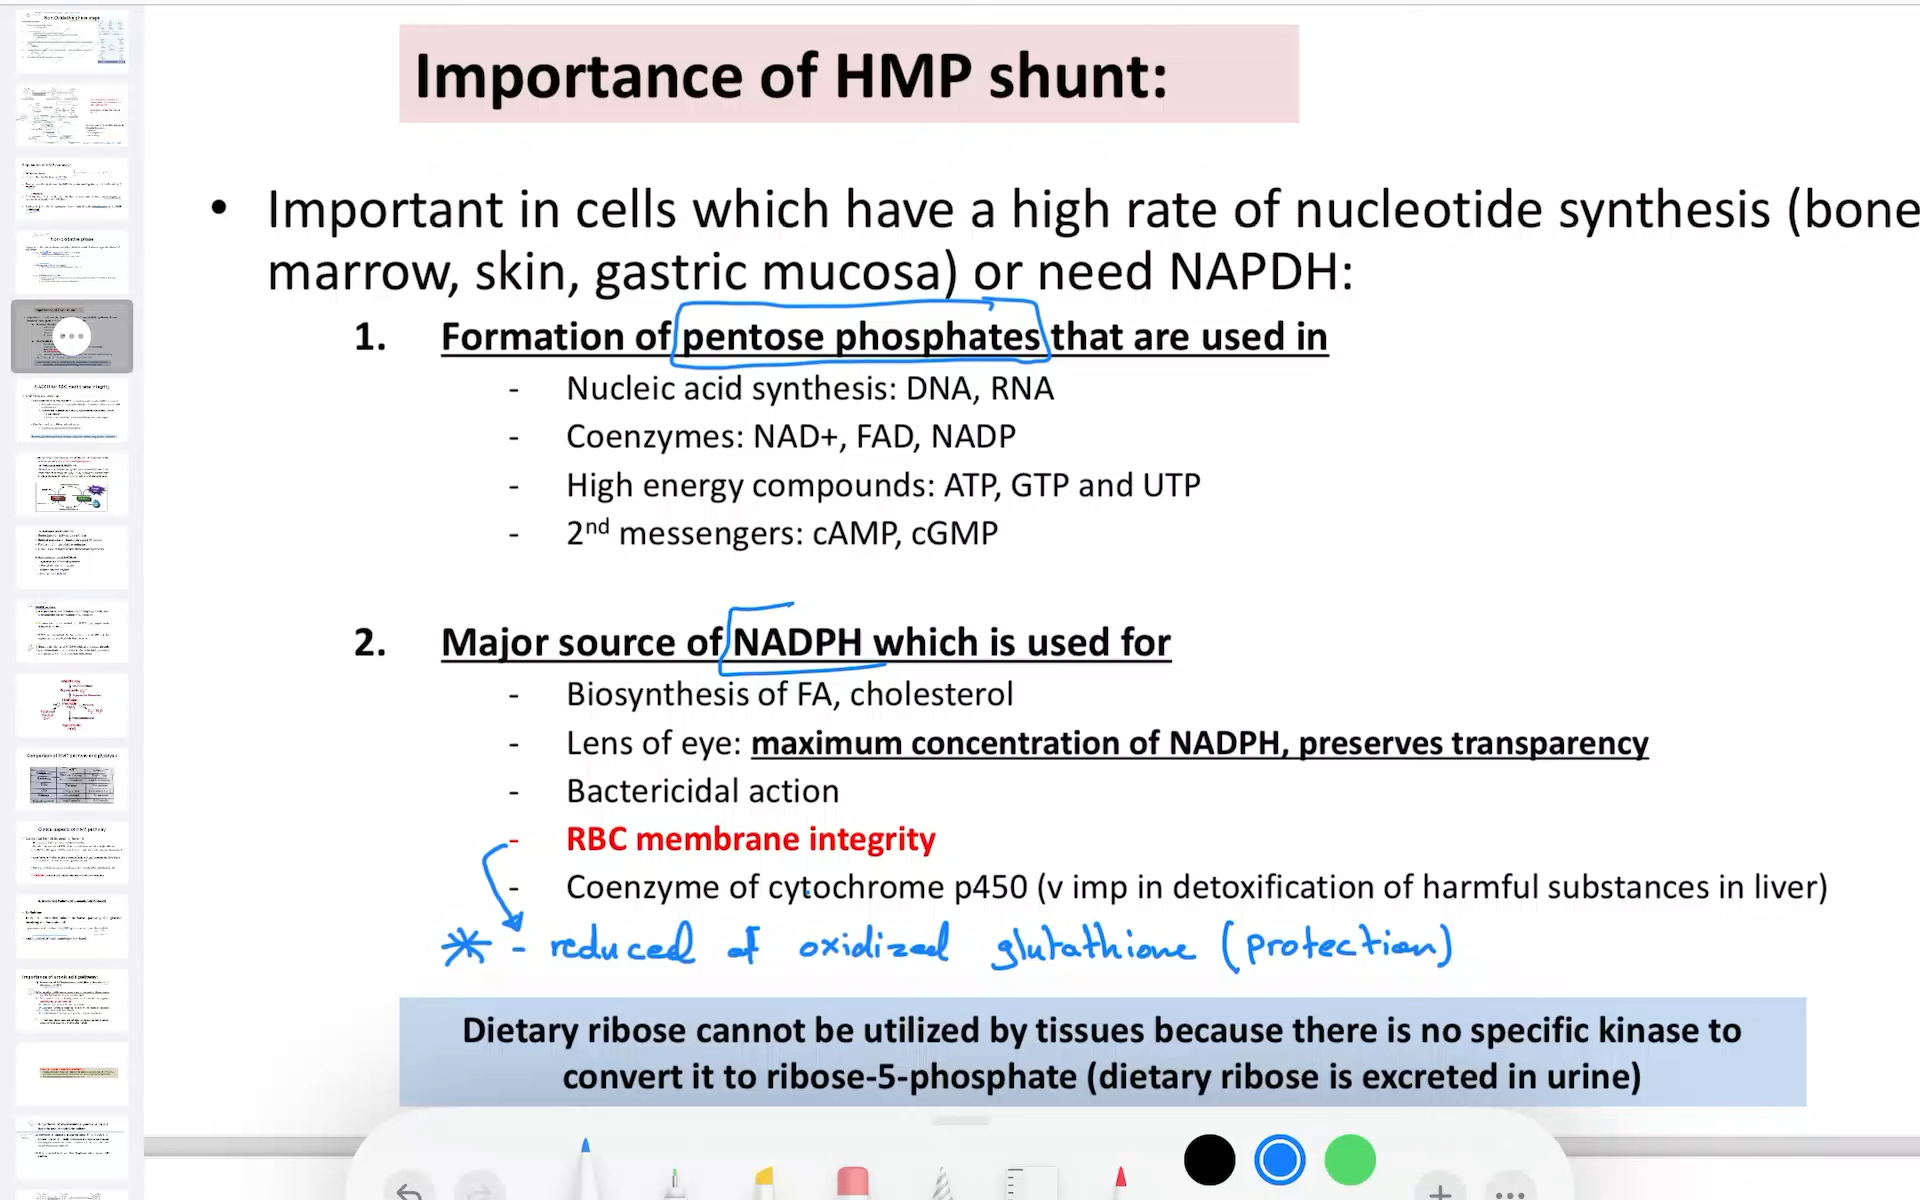 Importance of HMP shunt:
• Important in cells which have a high rate of nucleotide synthesis (bone
marrow, skin, gastric mucosa) or need NAPDH:
1. Formation of pentose phosphates that are used in
- Nucleic acid synthesis: DNA, RNA
- Coenzymes: NAD+, FAD, NADP
- High energy compounds: ATP, GTP and UTP
- 2nd messengers: cAMP, cGMP
2. Major source of NADPH which is used for
- Biosynthesis of FA, cholesterol
- Lens of eye: maximum concentration of NADPH, preserves transparency
- Bactericidal action
- RBC membrane integrity
- Coenzyme of cytochrome p450 (v imp in detoxification of harmful substances in liver)
* - reduced of oxidized glutathione (protection)
Dietary ribose cannot be utilized by tissues because there is no specific kinase to
convert it to ribose-5-phosphate (dietary ribose is excreted in urine)